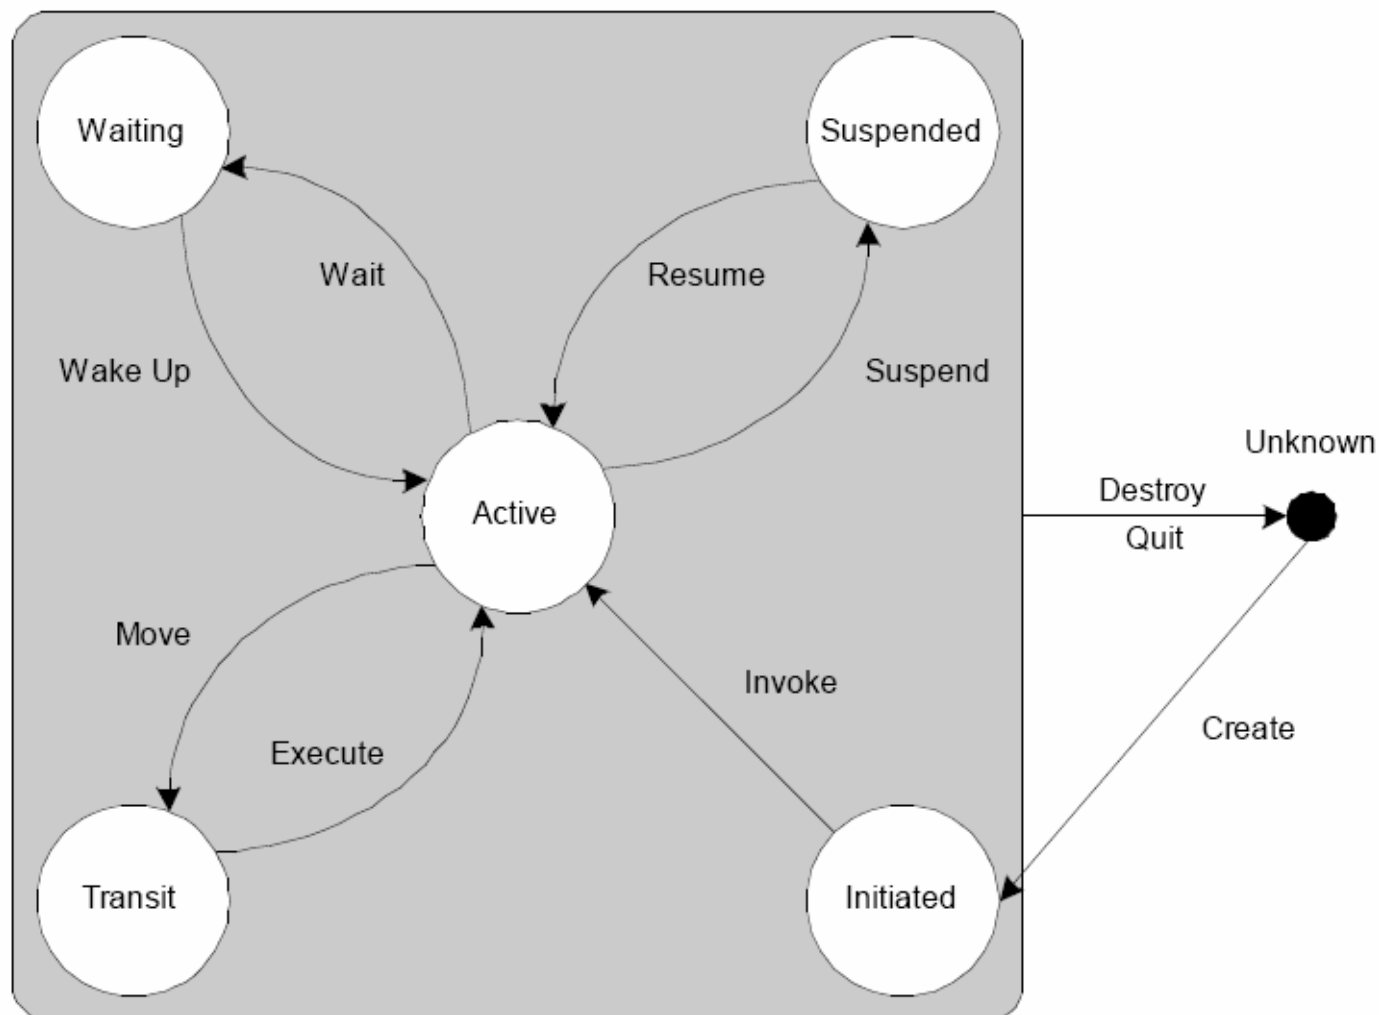 Waiting
Suspended
Wait
Resume
Wake Up
Suspend
Unknown
Destroy
Active
Quit
Move
Invoke
Create
Execute
Transit
Initiated